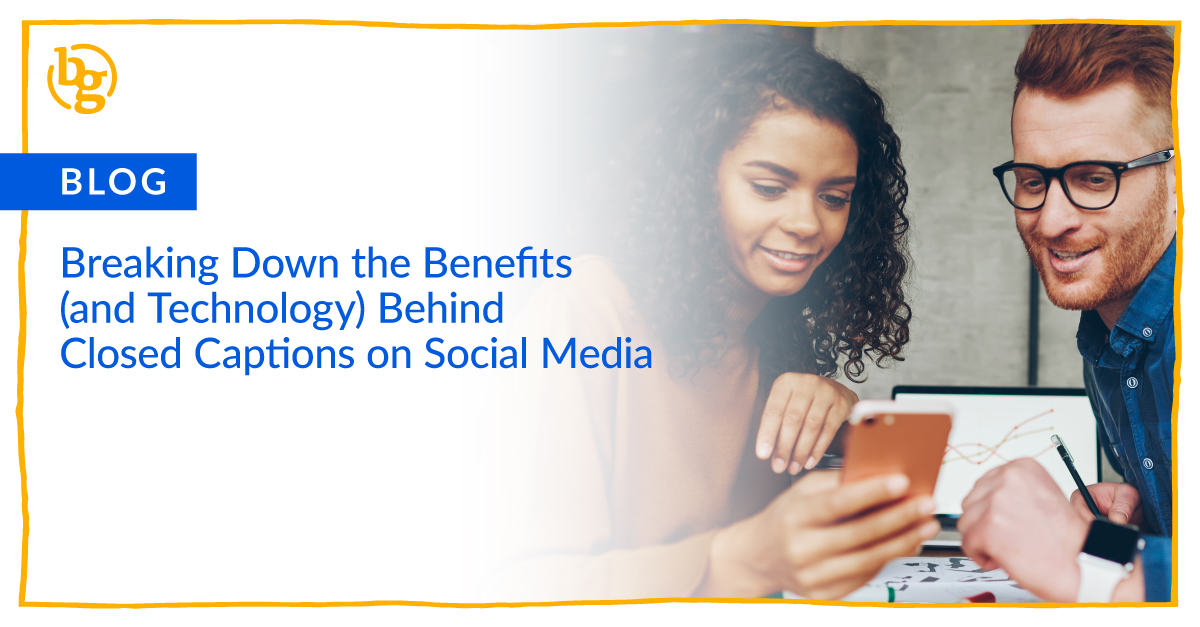 bg
BLOG
Breaking Down the Benefits
(and Technology) Behind
Closed Captions on Social Media